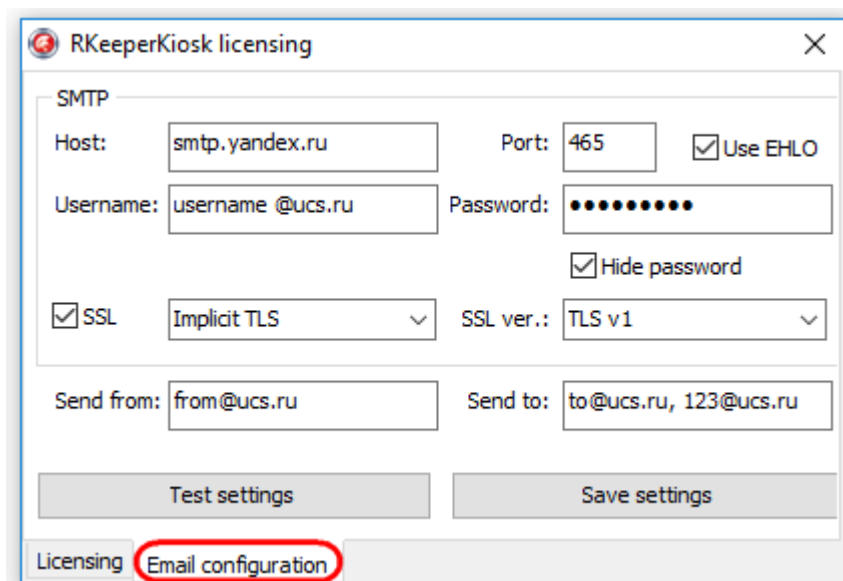 RKeeperKiosk licensing
SMTP
Host: smtp.yandex.ru Port: 465 Use EHLO
Username: username @ucs.ru Password: •••••••••
Hide password
SSL Implicit TLS SSL ver.: TLS v1
Send from: from@ucs.ru Send to: to@ucs.ru, 123@ucs.ru
Test settings Save settings
Licensing Email configuration